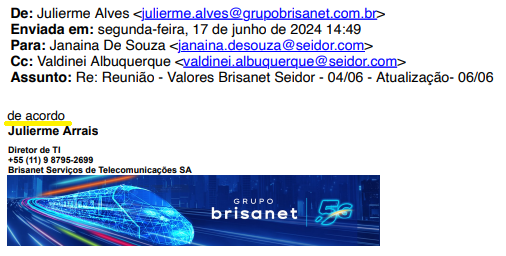 De: Julierme Alves <julierme.alves@grupobrisanet.com.br>
Enviada em: segunda-feira, 17 de junho de 2024 14:49
Para: Janaina De Souza <janaina.desouza@seidor.com>
Cc: Valdinei Albuquerque <valdinei.albuquerque@seidor.com>
Assunto: Re: Reunião - Valores Brisanet Seidor - 04/06 - Atualização- 06/06
de acordo
Julierme Arrais
Diretor de TI
+55 (11) 9 8795-2699
Brisanet Serviços de Telecomunicações SA
GRUPO
brisanet 5G